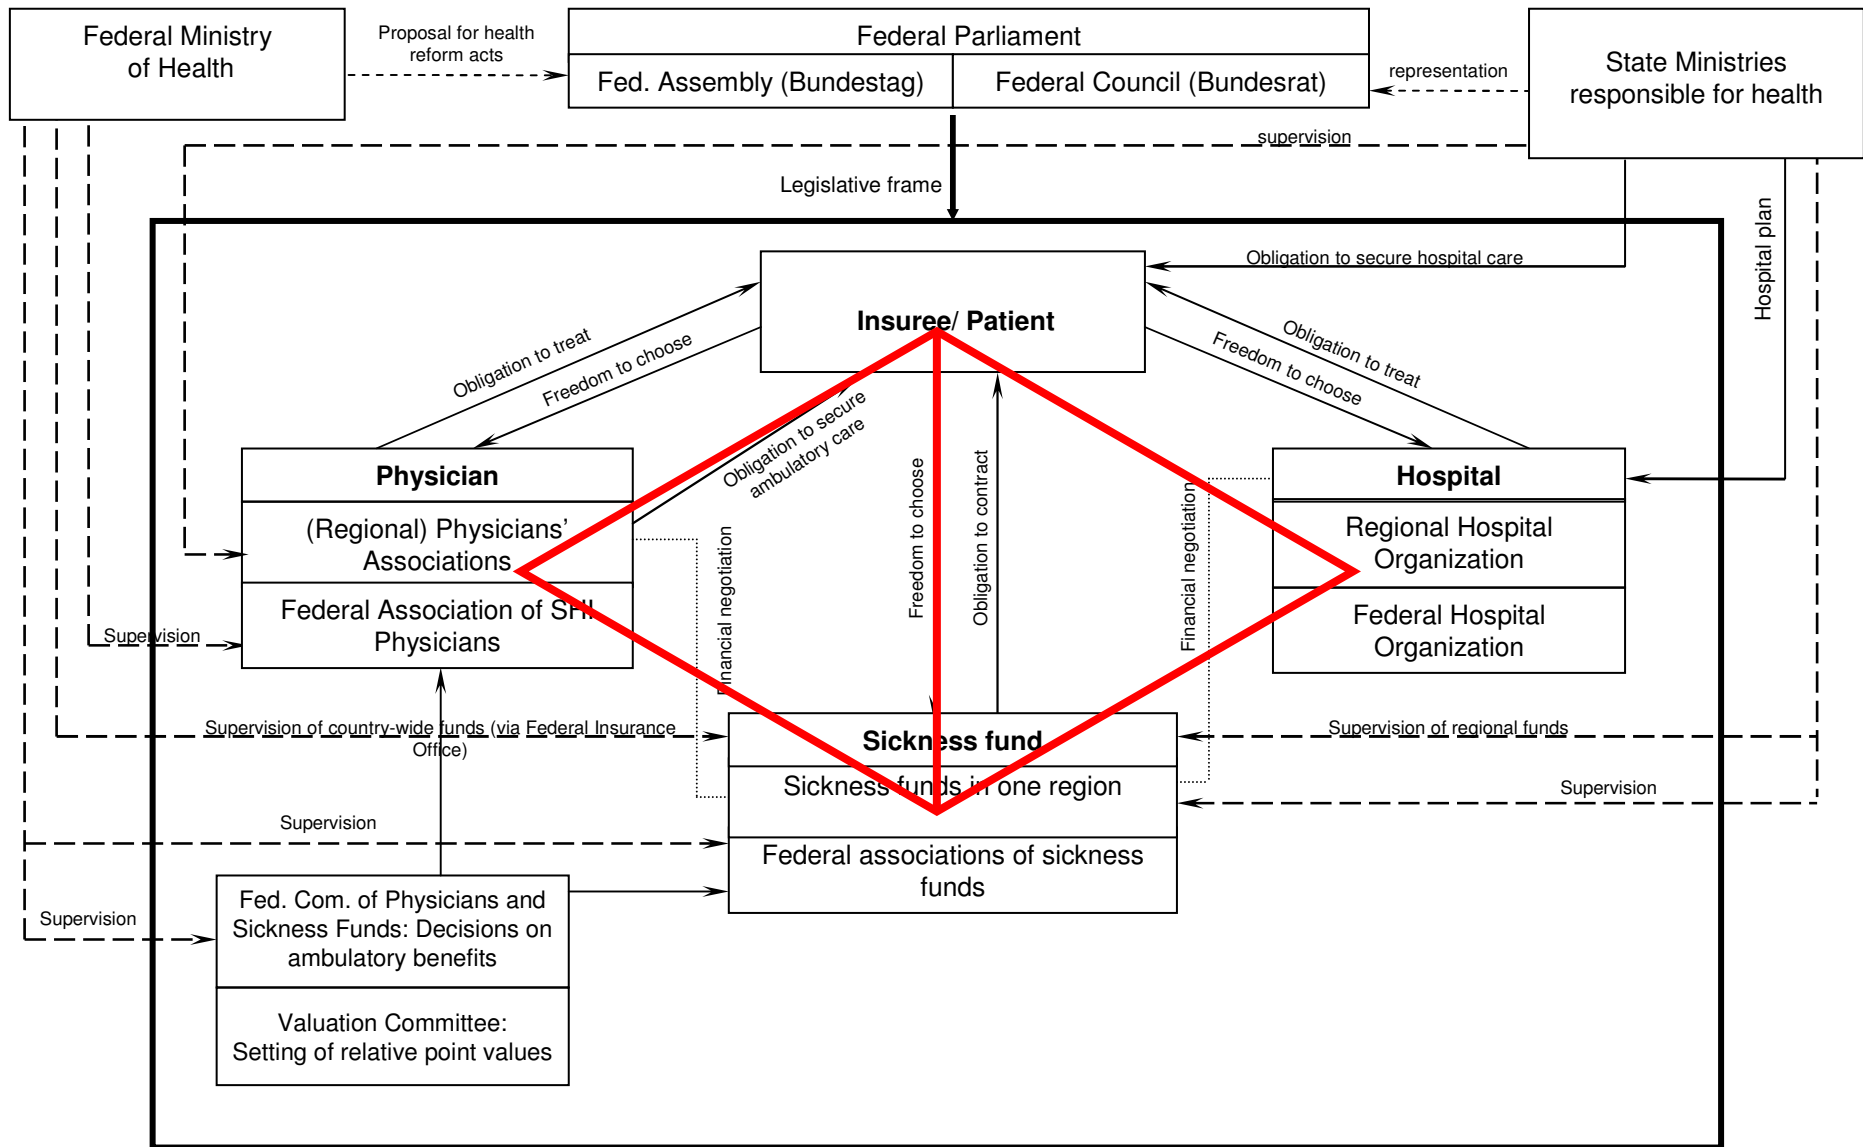 Federal Ministry
of Health
Proposal for health
reform acts
Federal Parliament
Fed. Assembly (Bundestag)
Federal Council (Bundesrat)
representation
State Ministries
responsible for health
supervision
Legislative frame
Hospital plan
Obligation to secure hospital care
Insuree/ Patient
Obligation to treat
Freedom to choose
Obligation to treat
Freedom to choose
Obligation to secure
ambulatory care
Physician
(Regional) Physicians'
Associations
Federal Association of SHI
Physicians
Supervision
Financial negotiation
Freedom to choose
Obligation to contract
Financial negotiation
Hospital
Regional Hospital
Organization
Federal Hospital
Organization
Supervision of country-wide funds (via Federal Insurance
Office)
Sickness fund
Sickness funds in one region
Federal associations of sickness
funds
Supervision of regional funds
Supervision
Supervision
Supervision
Fed. Com. of Physicians and
Sickness Funds: Decisions on
ambulatory benefits
Valuation Committee:
Setting of relative point values